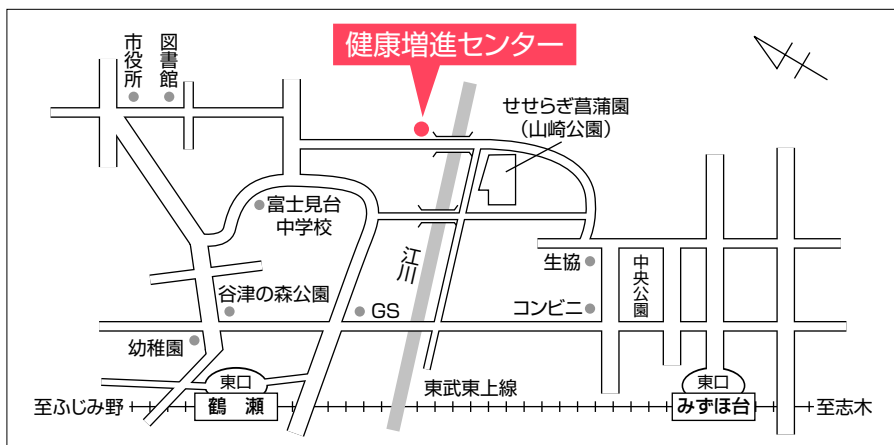 健康増進センター
市役所
図書館
せせらぎ菖蒲園
（山崎公園）
富士見台
中学校
江川
生協
中央公園
谷津の森公園
GS
コンビニ
幼稚園
東口
東武東上線
東口
至ふじみ野
鶴瀬
みずほ台
至志木